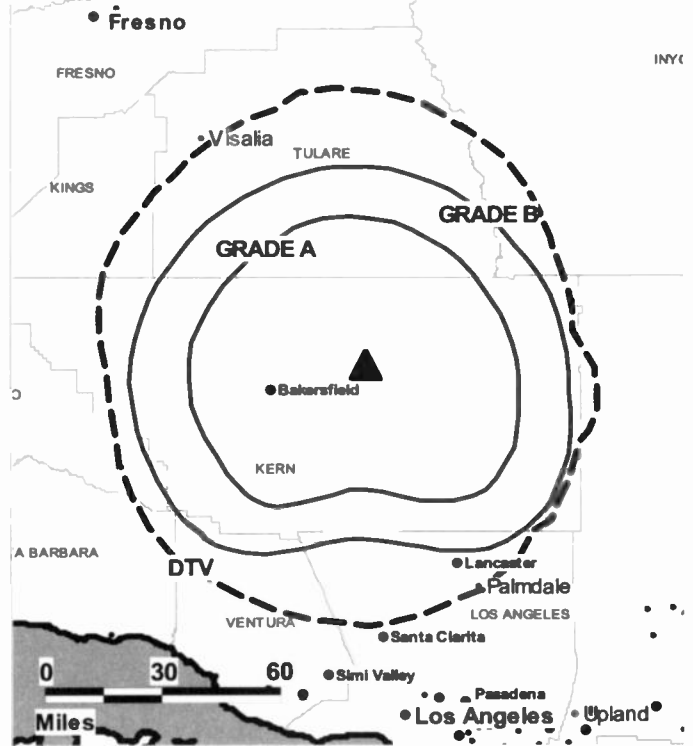 Fresno
FRESNO
Visalia
TULARE
KINGS
GRADE B
GRADE A
Bakersfield
KERN
A BARBARA
Lancaster
DTV
Palmdale
LOS ANGELES
VENTURA
Santa Clarita
0 30 60
Simi Valley
Pasadena
Miles
Los Angeles
Upland